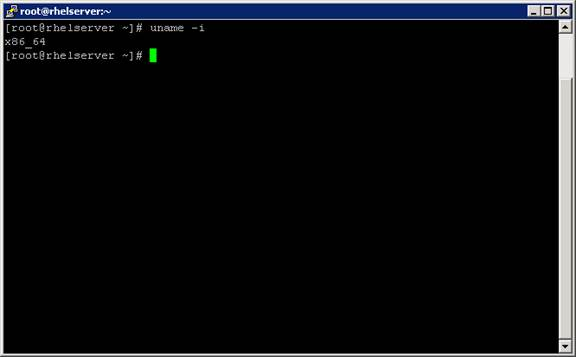 root@rhelserver:~
[root@rhelserver ~]# uname -i
x86_64
[root@rhelserver ~]#